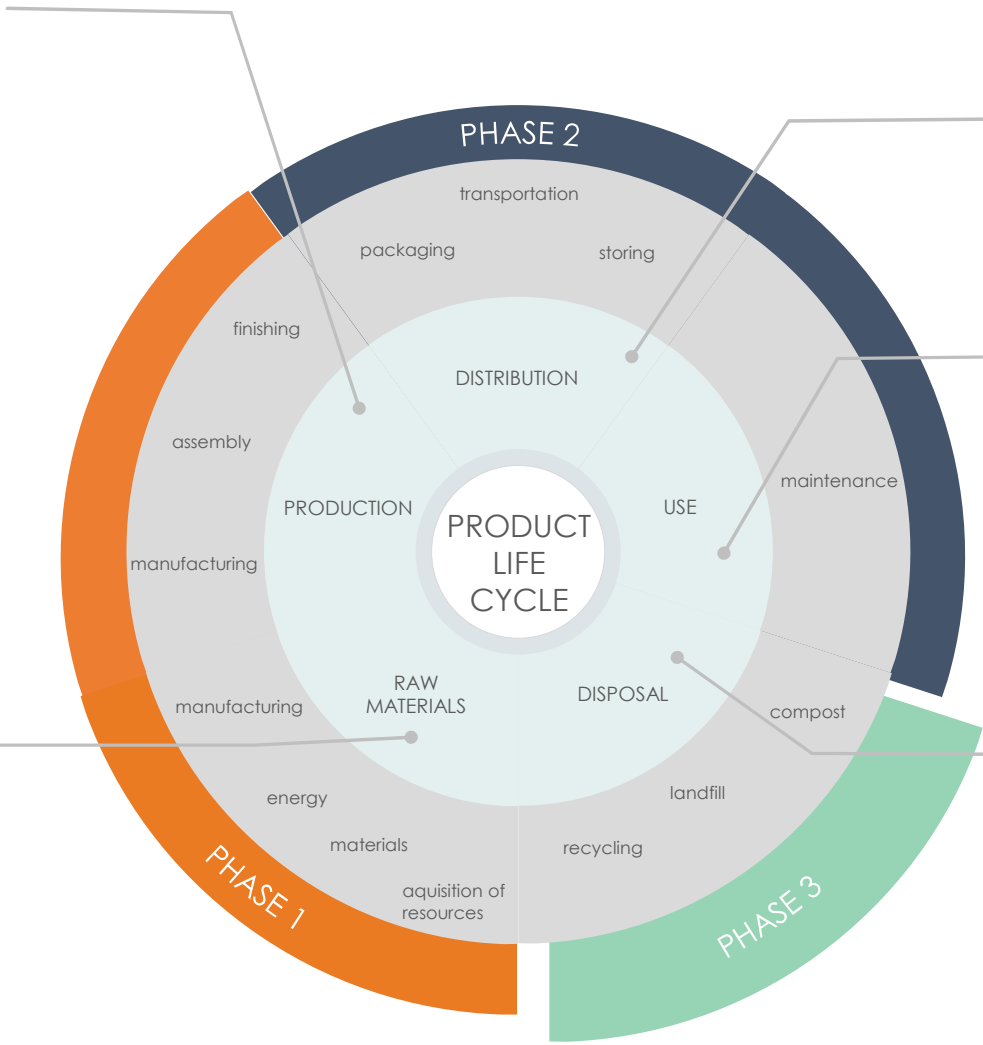 PHASE 2
transportation
packaging
storing
finishing
DISTRIBUTION
assembly
maintenance
PRODUCTION
USE
PRODUCT
LIFE
CYCLE
manufacturing
RAW
MATERIALS
DISPOSAL
manufacturing
compost
energy
landfill
materials
recycling
aquisition of
resources
PHASE 1
PHASE 3